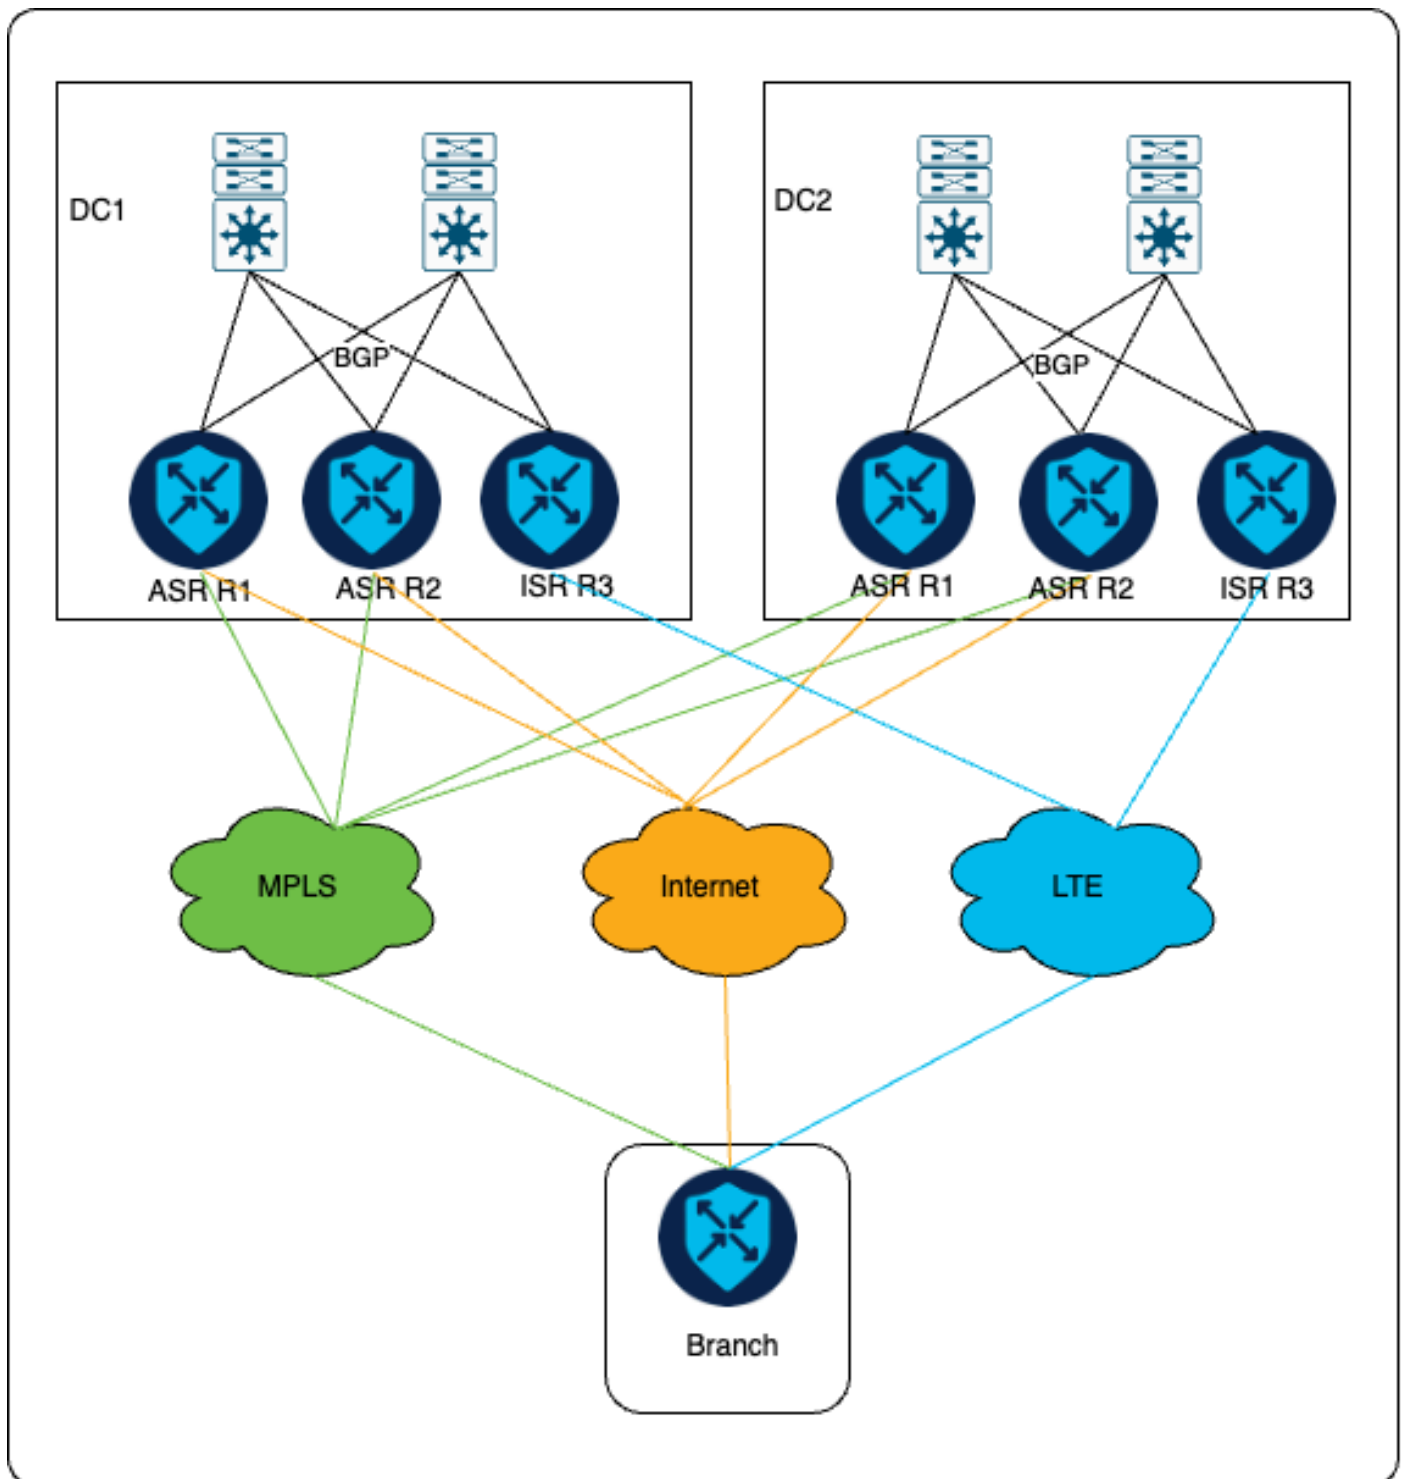 DC1
DC2
BGP
BGP
ASR R1
ASR R2
ISR R3
ASR R1
ASR R2
ISR R3
MPLS
Internet
LTE
Branch